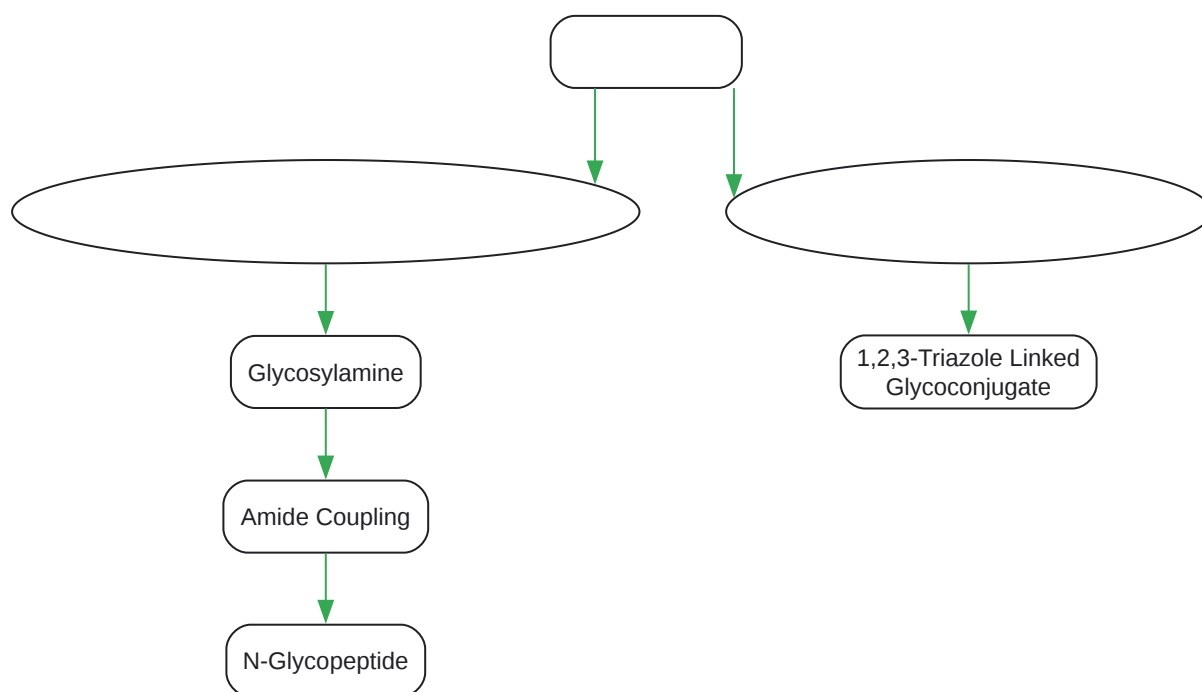 Glycosylamine
1,2,3-Triazole Linked
Glycoconjugate
Amide Coupling
N-Glycopeptide